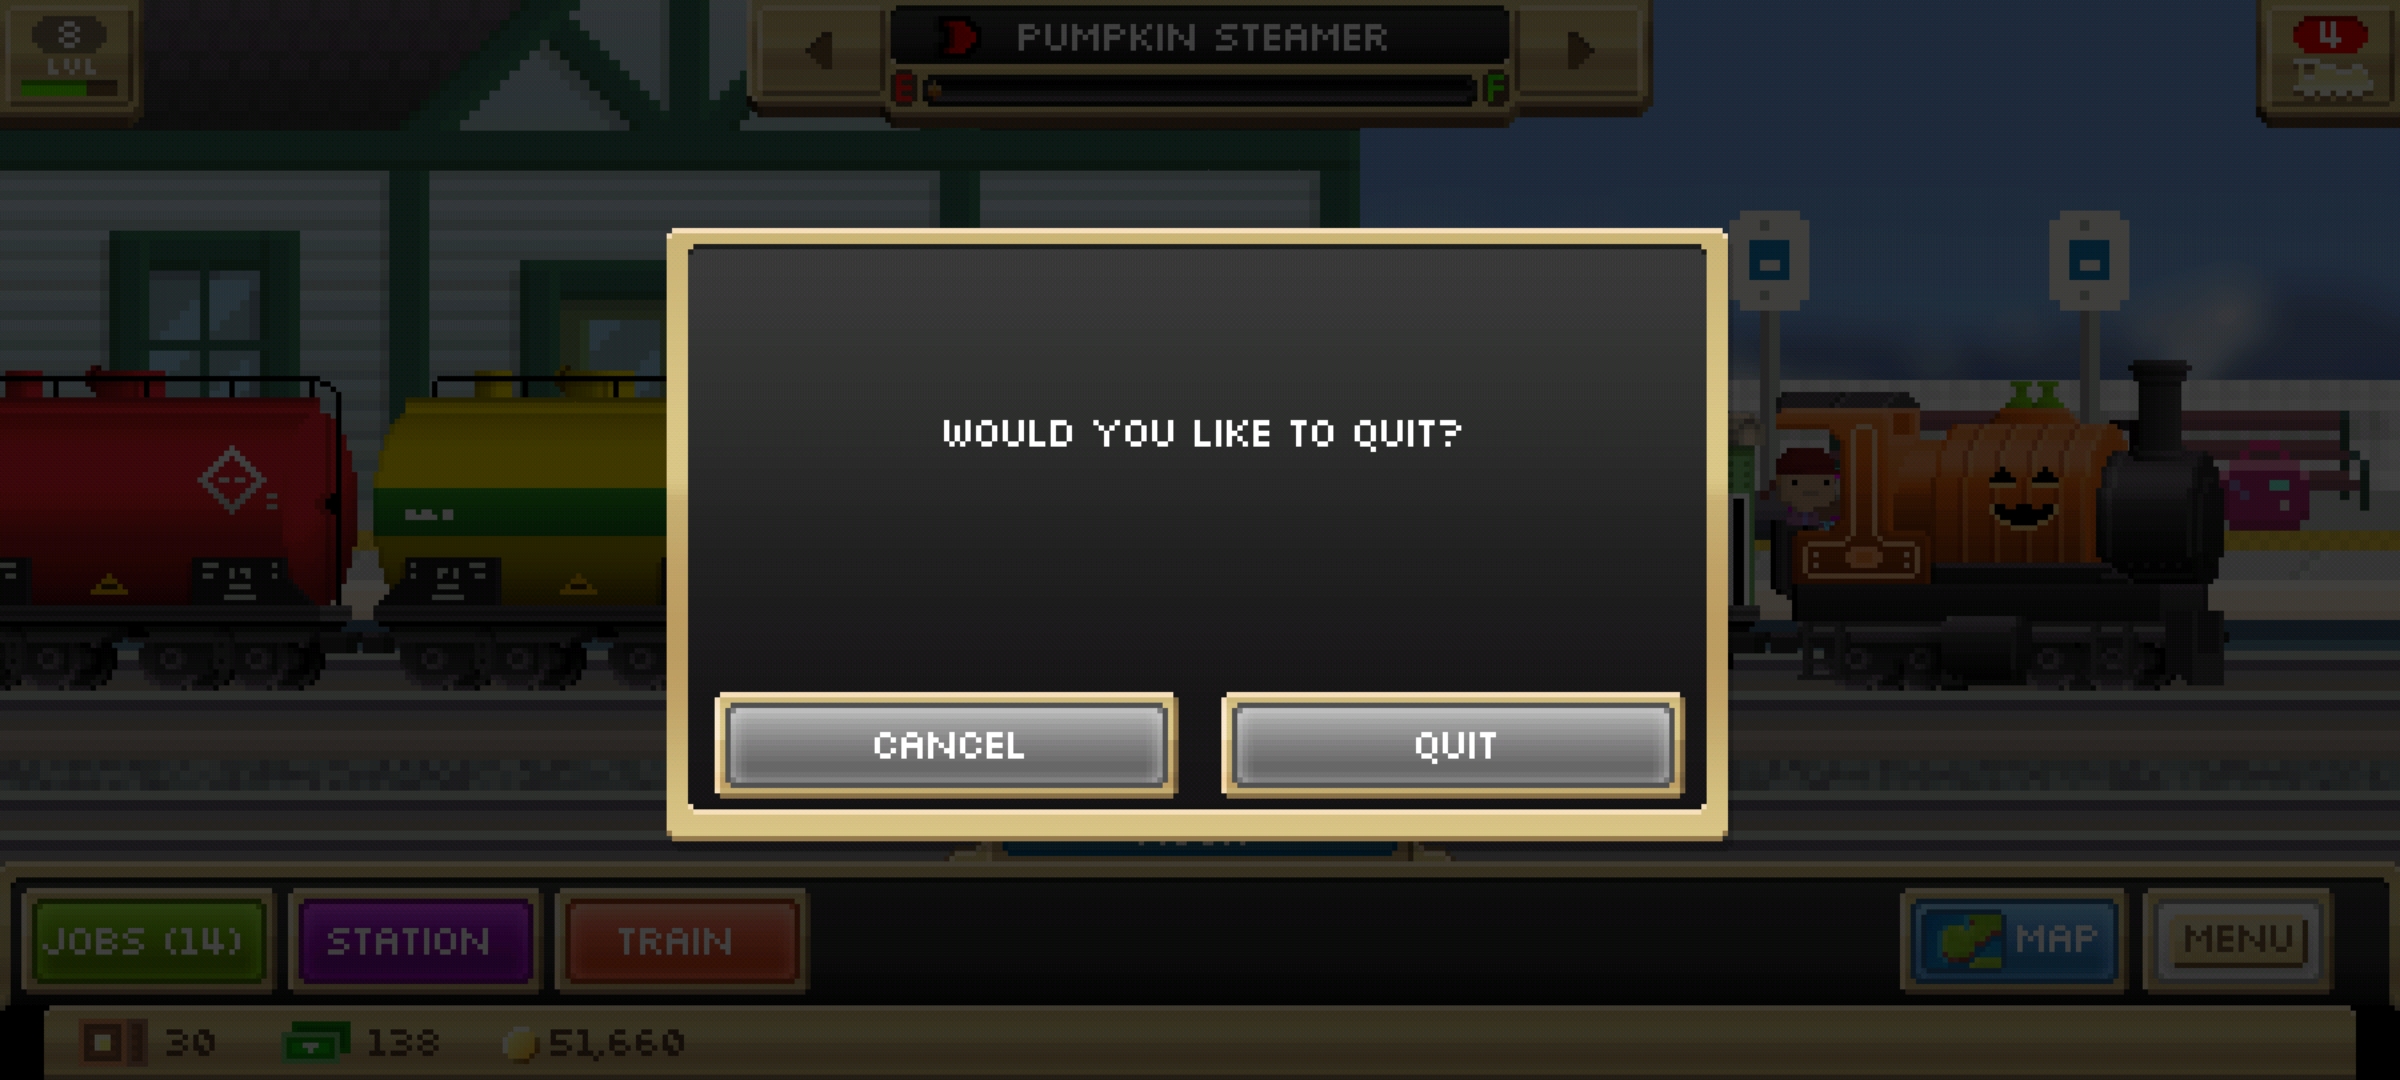 8
LVL
PUMPKIN STEAMER
E F
4
WOULD YOU LIKE TO QUIT?
CANCEL
QUIT
JOBS (14)
STATION
TRAIN
MAP
MENU
30
138
51,660